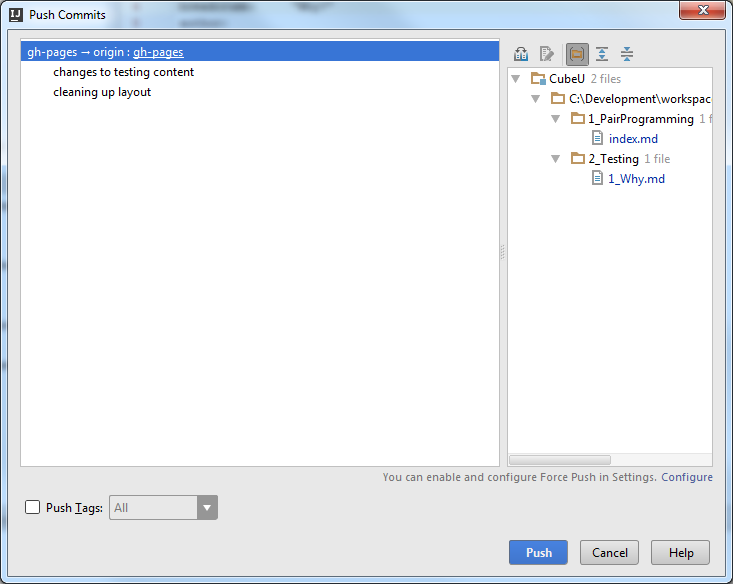 Push Commits
gh-pages → origin : gh-pages
changes to testing content
cleaning up layout
CubeU 2 files
C:\Development\workspac
1_PairProgramming 1 f
index.md
2_Testing 1 file
1_Why.md
You can enable and configure Force Push in Settings. Configure
Push Tags: All
Push Cancel Help